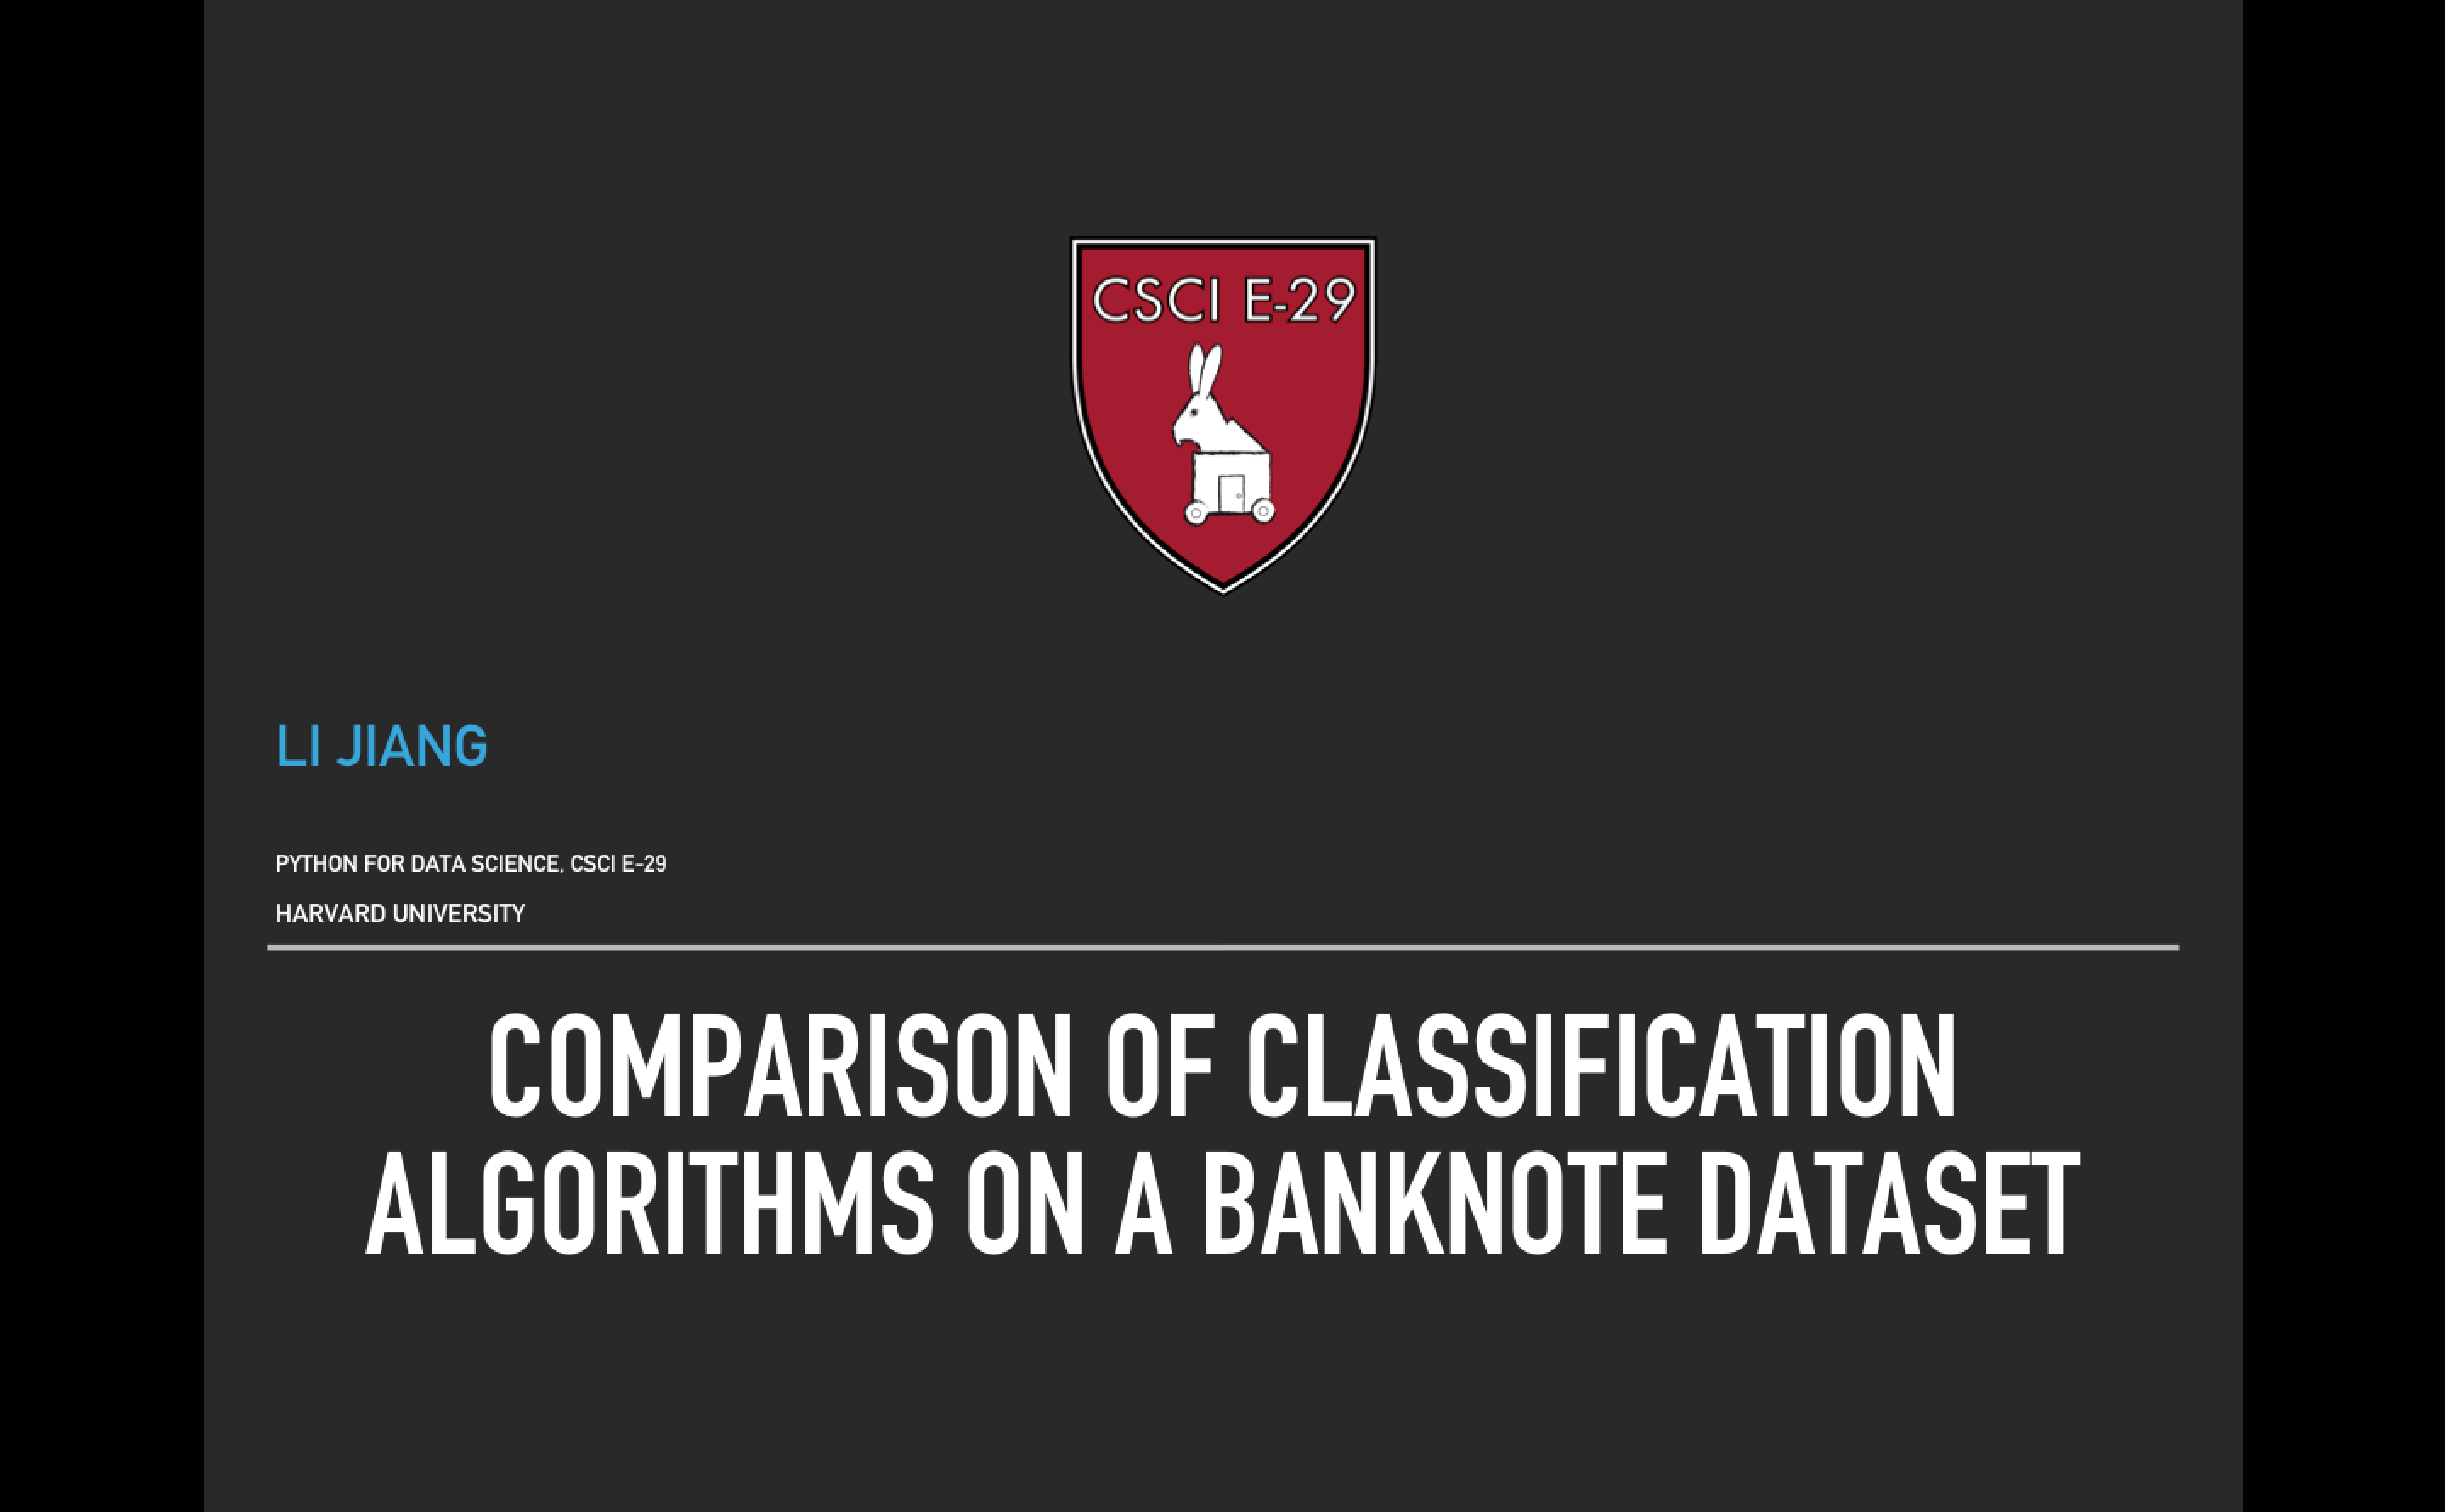 CSCI E-29
LI JIANG
PYTHON FOR DATA SCIENCE, CSCI E-29
HARVARD UNIVERSITY
COMPARISON OF CLASSIFICATION
ALGORITHMS ON A BANKNOTE DATASET